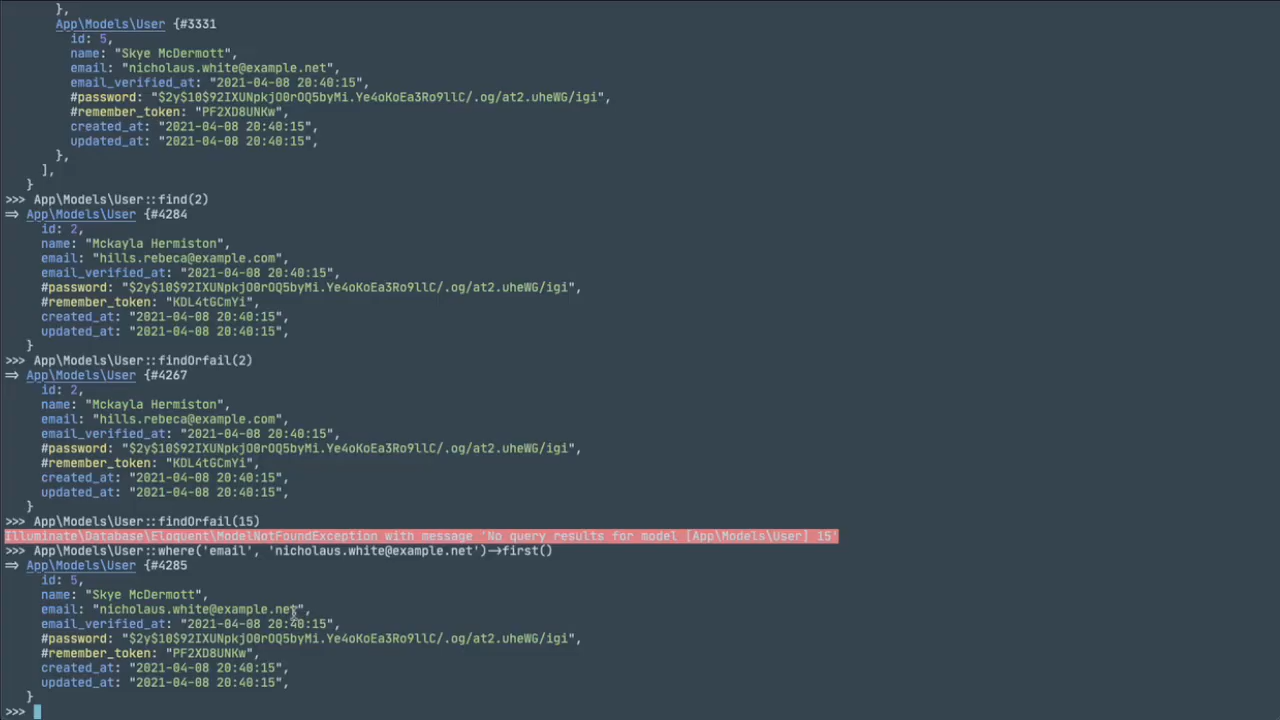 },
App\Models\User {#3331
id: 5,
name: "Skye McDermott",
email: "nicholaus.white@example.net",
email_verified_at: "2021-04-08 20:40:15",
#password: "$2y$10$92IXUNpkjO0rOQ5byMi.Ye4oKoEa3Ro9llC/.og/at2.uheWG/igi",
#remember_token: "PF2XD8UNKw",
created_at: "2021-04-08 20:40:15",
updated_at: "2021-04-08 20:40:15",
},
],
}
>>> App\Models\User::find(2)
=> App\Models\User {#4284
id: 2,
name: "Mckayla Hermiston",
email: "hills.rebeca@example.com",
email_verified_at: "2021-04-08 20:40:15",
#password: "$2y$10$92IXUNpkjO0rOQ5byMi.Ye4oKoEa3Ro9llC/.og/at2.uheWG/igi",
#remember_token: "KDL4tGCmYi",
created_at: "2021-04-08 20:40:15",
updated_at: "2021-04-08 20:40:15",
}
>>> App\Models\User::findOrfail(2)
=> App\Models\User {#4267
id: 2,
name: "Mckayla Hermiston",
email: "hills.rebeca@example.com",
email_verified_at: "2021-04-08 20:40:15",
#password: "$2y$10$92IXUNpkjO0rOQ5byMi.Ye4oKoEa3Ro9llC/.og/at2.uheWG/igi",
#remember_token: "KDL4tGCmYi",
created_at: "2021-04-08 20:40:15",
updated_at: "2021-04-08 20:40:15",
}
>>> App\Models\User::findOrfail(15)
Illuminate\Database\Eloquent\ModelNotFoundException with message 'No query results for model [App\Models\User] 15'
>>> App\Models\User::where('email', 'nicholaus.white@example.net')->first()
=> App\Models\User {#4285
id: 5,
name: "Skye McDermott",
email: "nicholaus.white@example.net",
email_verified_at: "2021-04-08 20:40:15",
#password: "$2y$10$92IXUNpkjO0rOQ5byMi.Ye4oKoEa3Ro9llC/.og/at2.uheWG/igi",
#remember_token: "PF2XD8UNKw",
created_at: "2021-04-08 20:40:15",
updated_at: "2021-04-08 20:40:15",
}
>>>